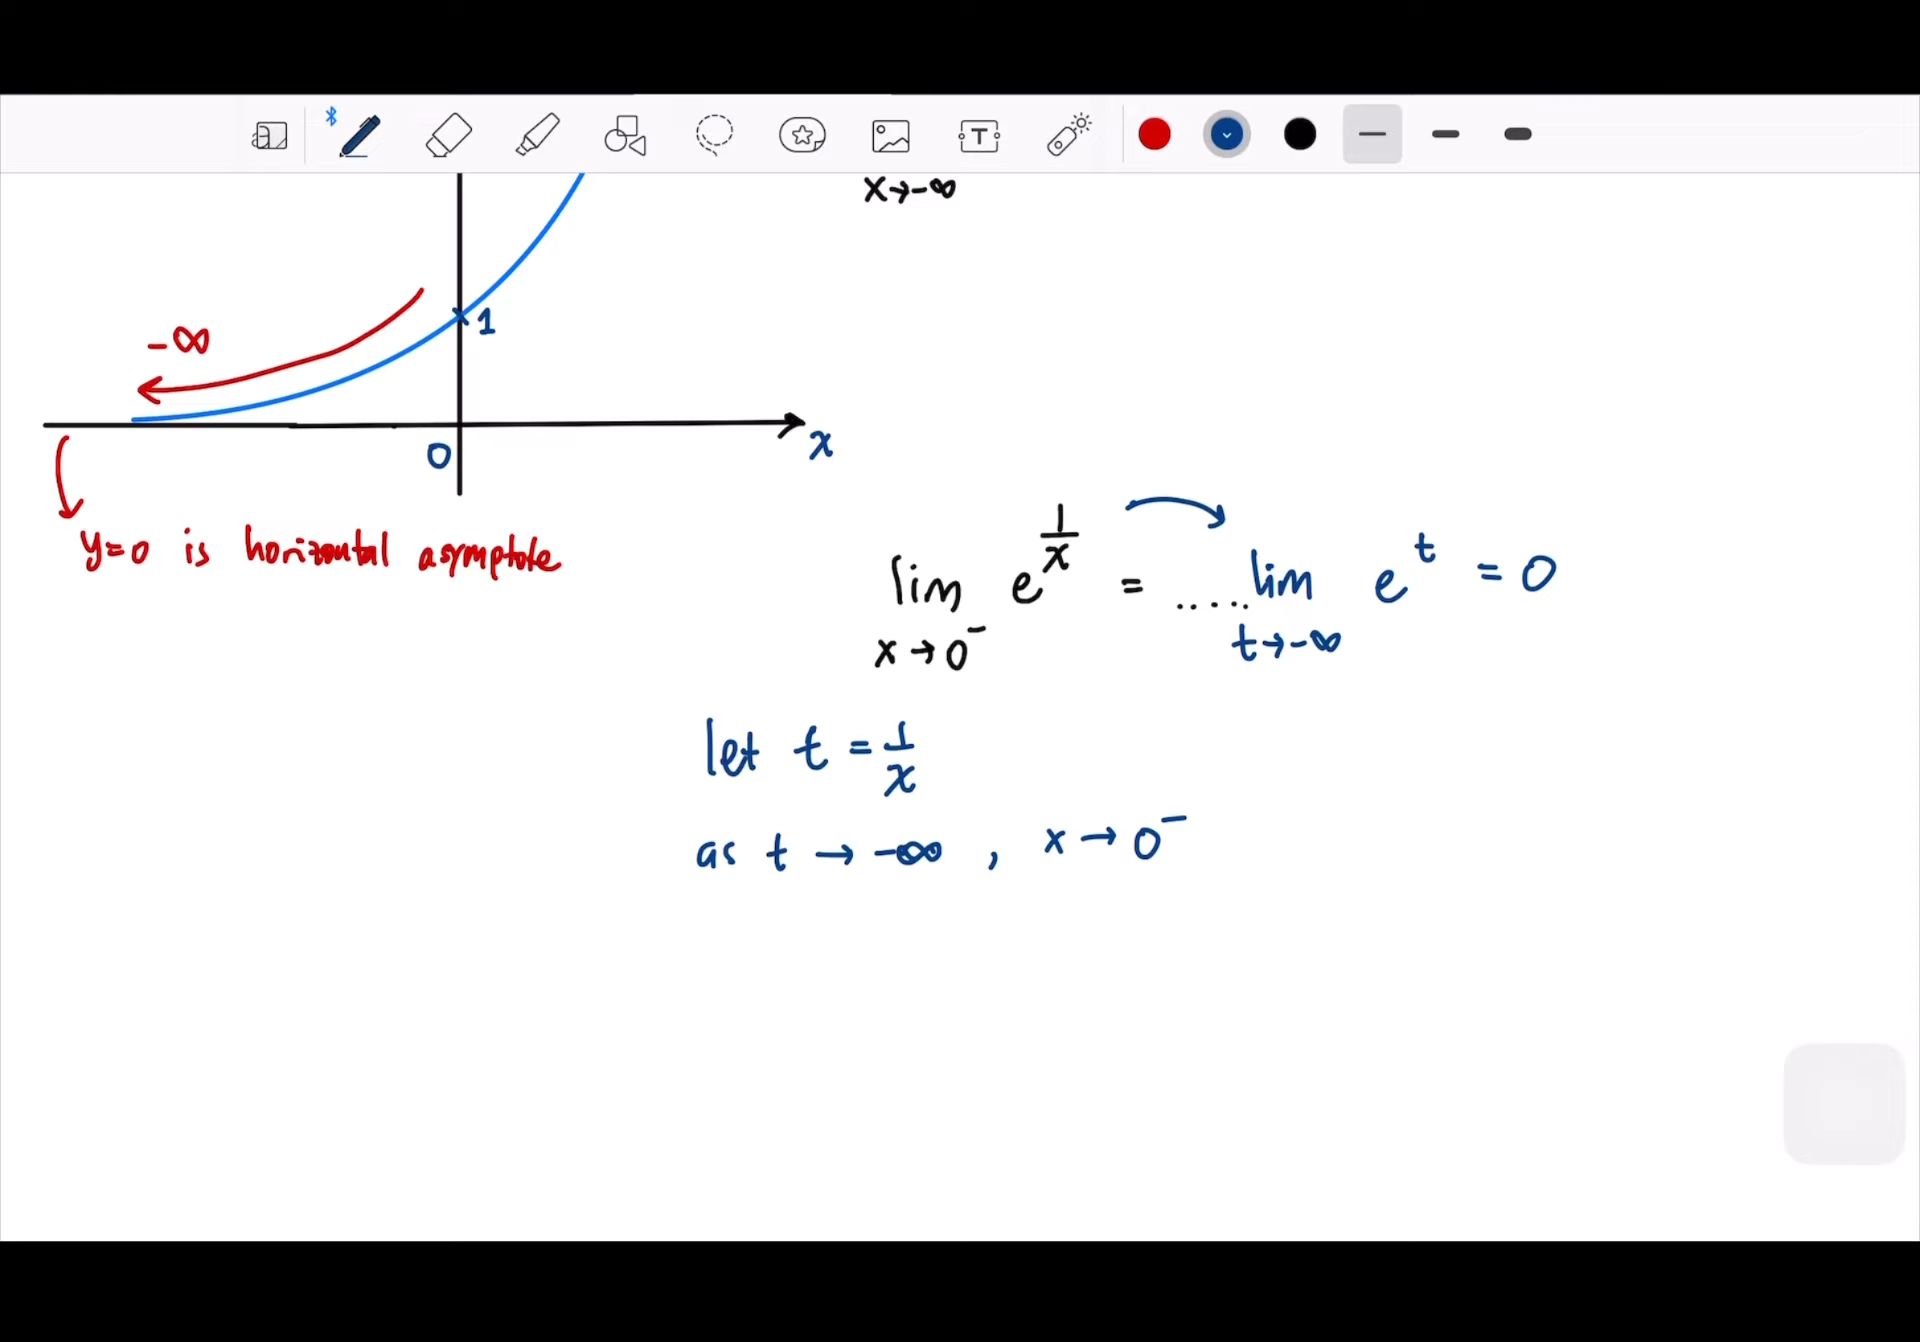 x→-∞
-∞
1
0
x
y=0 is horizontal asymptote
lim e^{1/x} = ..... lim e^t = 0
x→0⁻ t→-∞
let t = 1/x
as t → -∞ , x → 0⁻